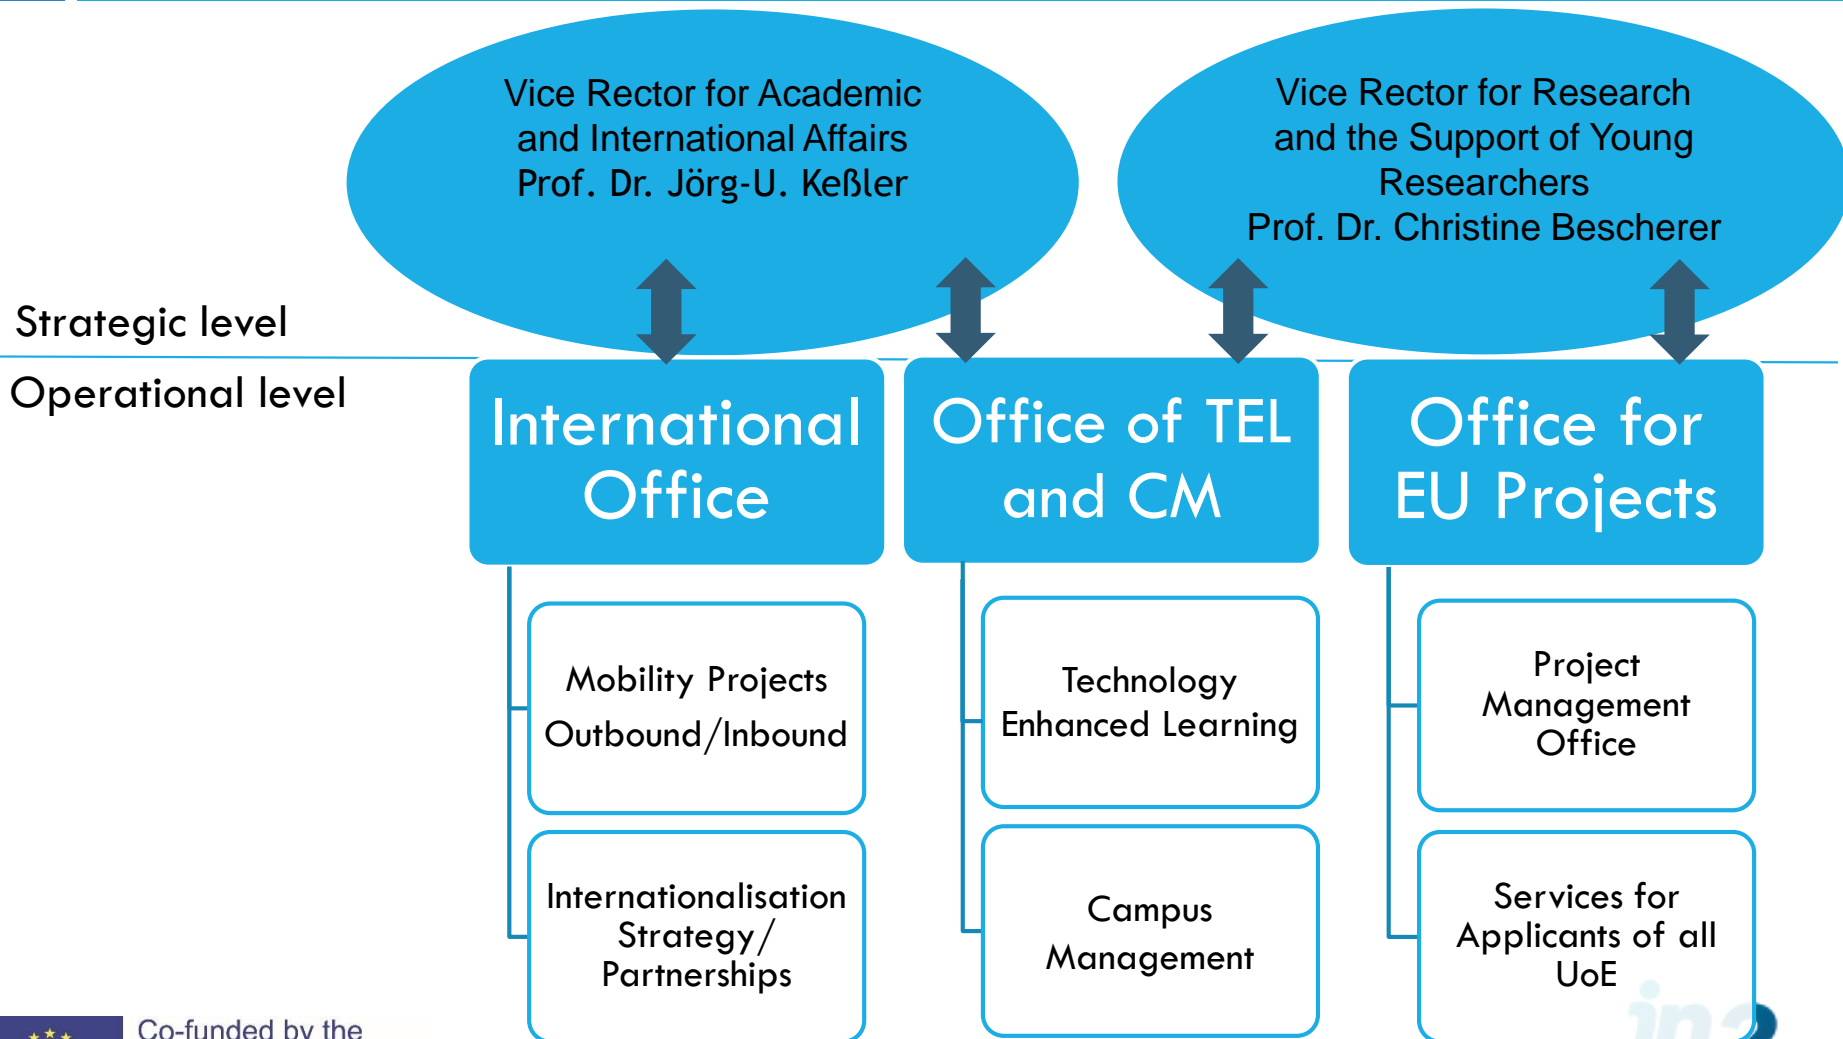 Vice Rector for Academic
and International Affairs
Prof. Dr. Jörg-U. Keßler
Vice Rector for Research
and the Support of Young
Researchers
Prof. Dr. Christine Bescherer
Strategic level
Operational level
International
Office
Office of TEL
and CM
Office for
EU Projects
Mobility Projects
Outbound/Inbound
Technology
Enhanced Learning
Project
Management
Office
Internationalisation
Strategy/
Partnerships
Campus
Management
Services for
Applicants of all
UoE
Co-funded by the